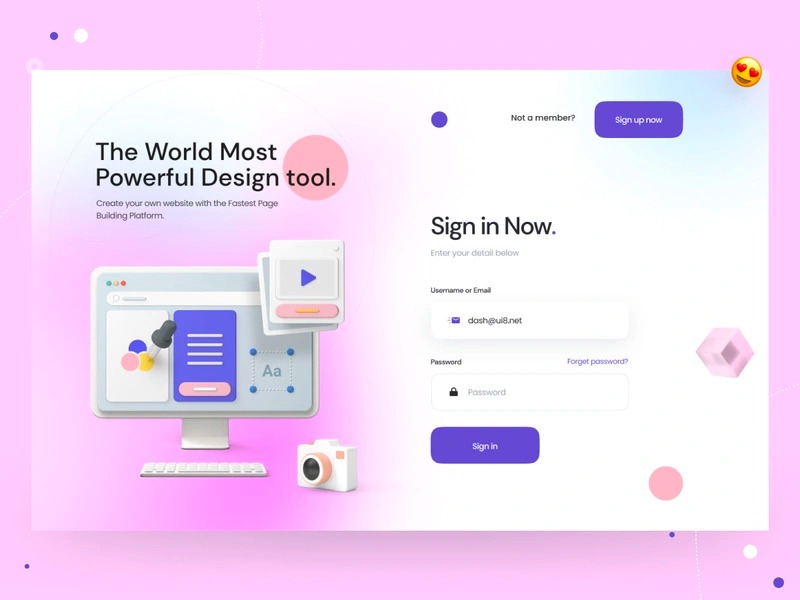 The World Most
Powerful Design tool.
Create your own website with the Fastest Page
Building Platform.
Aa
Not a member?
Sign up now
Sign in Now.
Enter your detail below
Username or Email
dash@ui8.net
Password
Forget password?
Password
Sign in